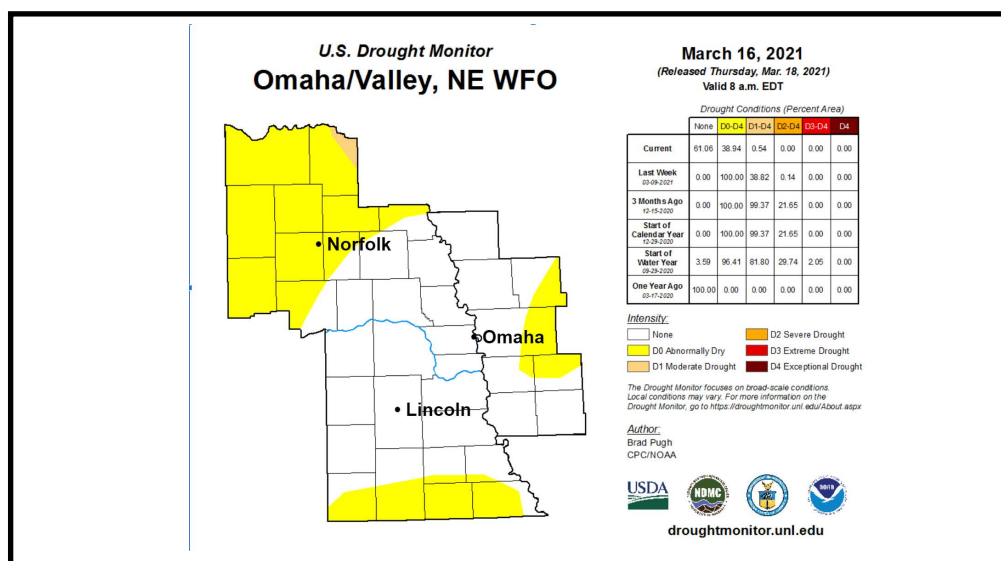 U.S. Drought Monitor
Omaha/Valley, NE WFO
Norfolk
Omaha
Lincoln
March 16, 2021
(Released Thursday, Mar. 18, 2021)
Valid 8 a.m. EDT
Drought Conditions (Percent Area)
None D0-D4 D1-D4 D2-D4 D3-D4 D4
Current 61.06 38.94 0.54 0.00 0.00 0.00
Last Week
03-09-2021
0.00 100.00 38.82 0.14 0.00 0.00
3 Months Ago
12-15-2020
0.00 100.00 99.37 21.65 0.00 0.00
Start of
Calendar Year
12-29-2020
0.00 100.00 99.37 21.65 0.00 0.00
Start of
Water Year
09-29-2020
3.59 96.41 81.80 29.74 2.05 0.00
One Year Ago
03-17-2020
100.00 0.00 0.00 0.00 0.00 0.00
Intensity:
None
D0 Abnormally Dry
D1 Moderate Drought
D2 Severe Drought
D3 Extreme Drought
D4 Exceptional Drought
The Drought Monitor focuses on broad-scale conditions.
Local conditions may vary. For more information on the
Drought Monitor, go to https://droughtmonitor.unl.edu/About.aspx
Author:
Brad Pugh
CPC/NOAA
USDA
NDMC
NOAA
droughtmonitor.unl.edu